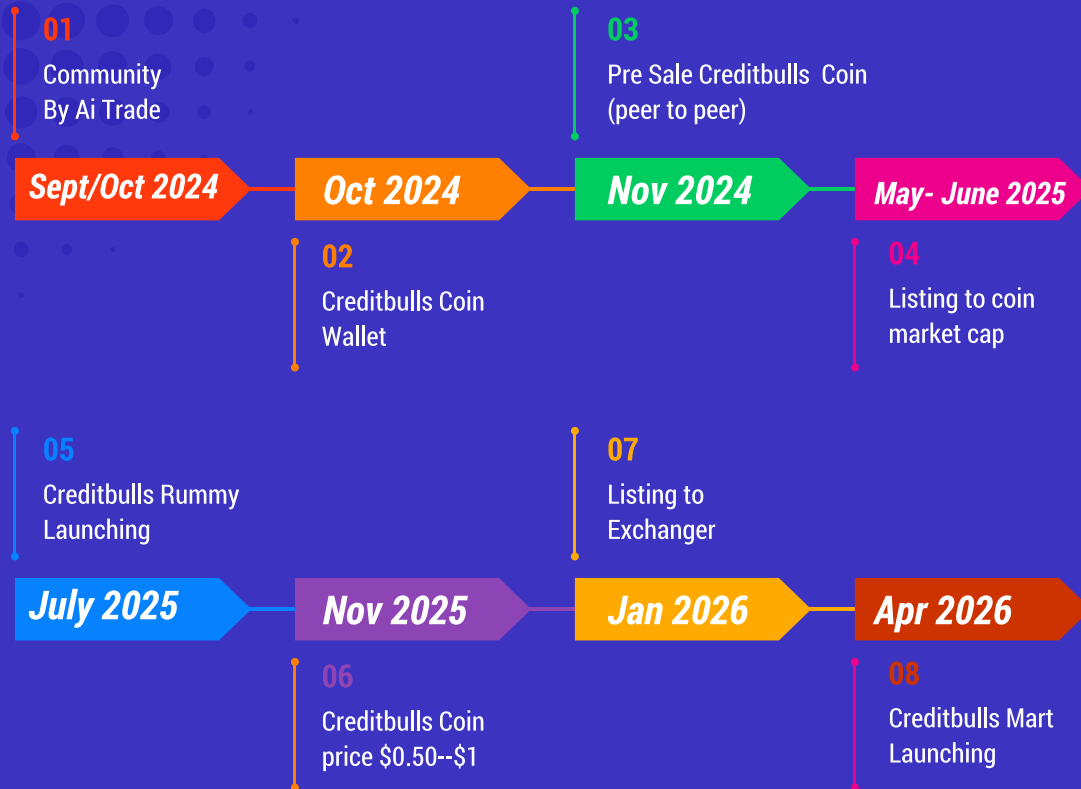 01
Community
By Ai Trade
03
Pre Sale Creditbulls Coin
(peer to peer)
Sept/Oct 2024
Oct 2024
Nov 2024
May- June 2025
02
Creditbulls Coin
Wallet
04
Listing to coin
market cap
05
Creditbulls Rummy
Launching
07
Listing to
Exchanger
July 2025
Nov 2025
Jan 2026
Apr 2026
06
Creditbulls Coin
price $0.50--$1
08
Creditbulls Mart
Launching